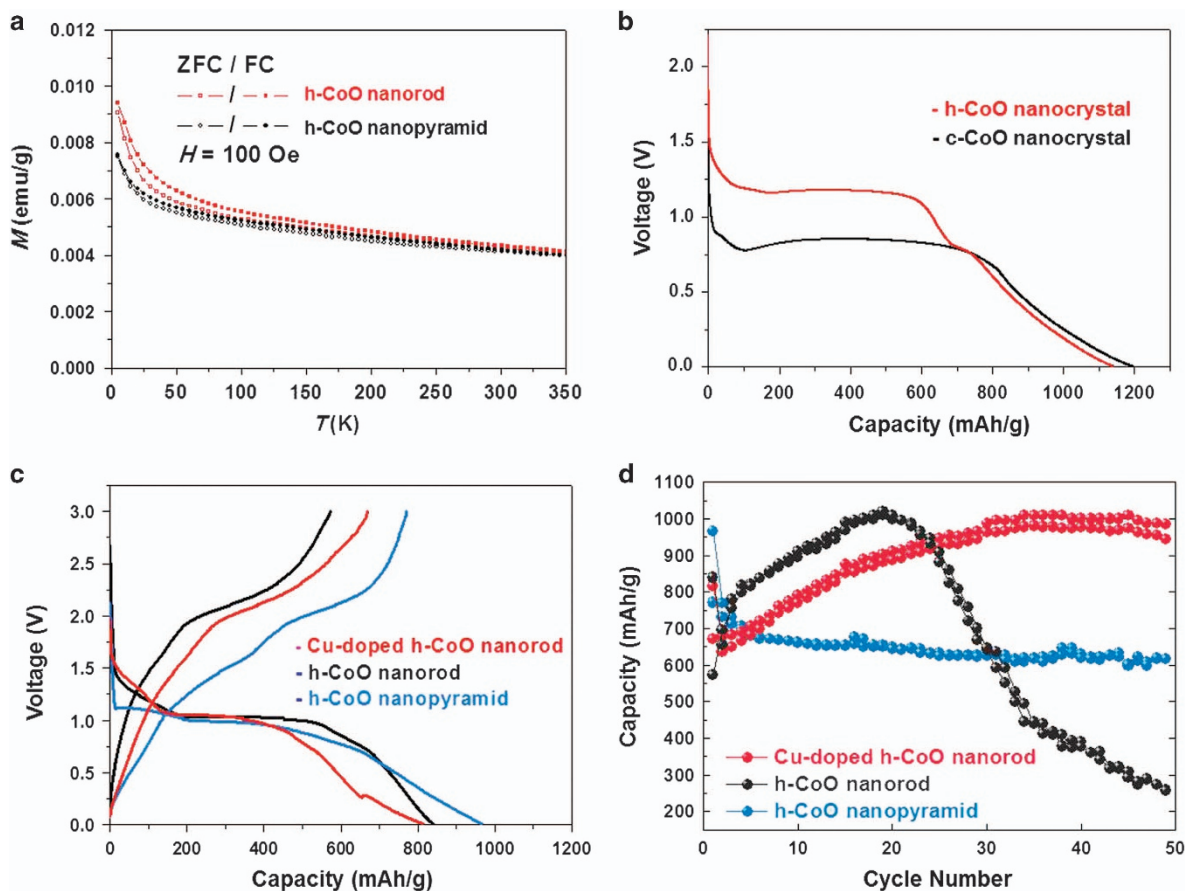 a
0.012
0.010
0.008
0.006
0.004
0.002
0.000
M (emu/g)
ZFC / FC
/ h-CoO nanorod
/ h-CoO nanopyramid
H = 100 Oe
0 50 100 150 200 250 300 350
T(K)
b
2.0
1.5
1.0
0.5
0.0
Voltage (V)
- h-CoO nanocrystal
- c-CoO nanocrystal
0 200 400 600 800 1000 1200
Capacity (mAh/g)
c
3.0
2.5
2.0
1.5
1.0
0.5
0.0
Voltage (V)
- Cu-doped h-CoO nanorod
- h-CoO nanorod
- h-CoO nanopyramid
0 200 400 600 800 1000 1200
Capacity (mAh/g)
d
1100
1000
900
800
700
600
500
400
300
200
Capacity (mAh/g)
Cu-doped h-CoO nanorod
h-CoO nanorod
h-CoO nanopyramid
0 10 20 30 40 50
Cycle Number